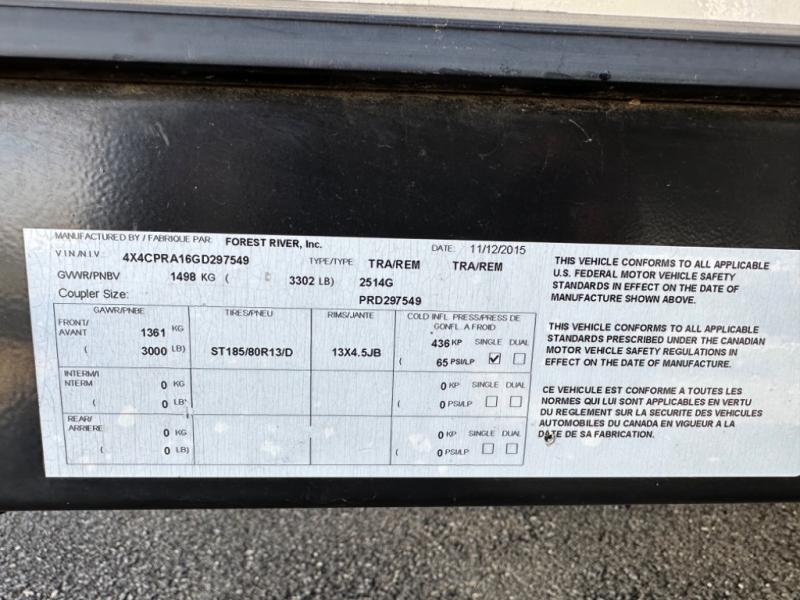 MANUFACTURED BY / FABRIQUE PAR: FOREST RIVER, Inc. DATE: 11/12/2015
V.I.N./N.I.V.: 4X4CPRA16GD297549 TYPE/TYPE: TRA/REM TRA/REM
GVWR/PNBV 1498 KG ( 3302 LB) 2514G
Coupler Size: PRD297549
GAWR/PNBE TIRES/PNEU RIMS/JANTE COLD INFL. PRESS/PRESS DE GONFL. A FROID
FRONT/AVANT 1361 KG 436 KP SINGLE DUAL
( 3000 LB) ST185/80R13/D 13X4.5JB ( 65 PSI/LP
INTERM/INTERM 0 KG 0 KP SINGLE DUAL
( 0 LB) ( 0 PSI/LP
REAR/ARRIERE 0 KG 0 KP SINGLE DUAL
( 0 LB) ( 0 PSI/LP
THIS VEHICLE CONFORMS TO ALL APPLICABLE
U.S. FEDERAL MOTOR VEHICLE SAFETY
STANDARDS IN EFFECT ON THE DATE OF
MANUFACTURE SHOWN ABOVE.
THIS VEHICLE CONFORMS TO ALL APPLICABLE
STANDARDS PRESCRIBED UNDER THE CANADIAN
MOTOR VEHICLE SAFETY REGULATIONS IN
EFFECT ON THE DATE OF MANUFACTURE.
CE VEHICULE EST CONFORME A TOUTES LES
NORMES QUI LUI SONT APPLICABLES EN VERTU
DU REGLEMENT SUR LA SECURITE DES VEHICULES
AUTOMOBILES DU CANADA EN VIGUEUR A LA
DATE DE SA FABRICATION.